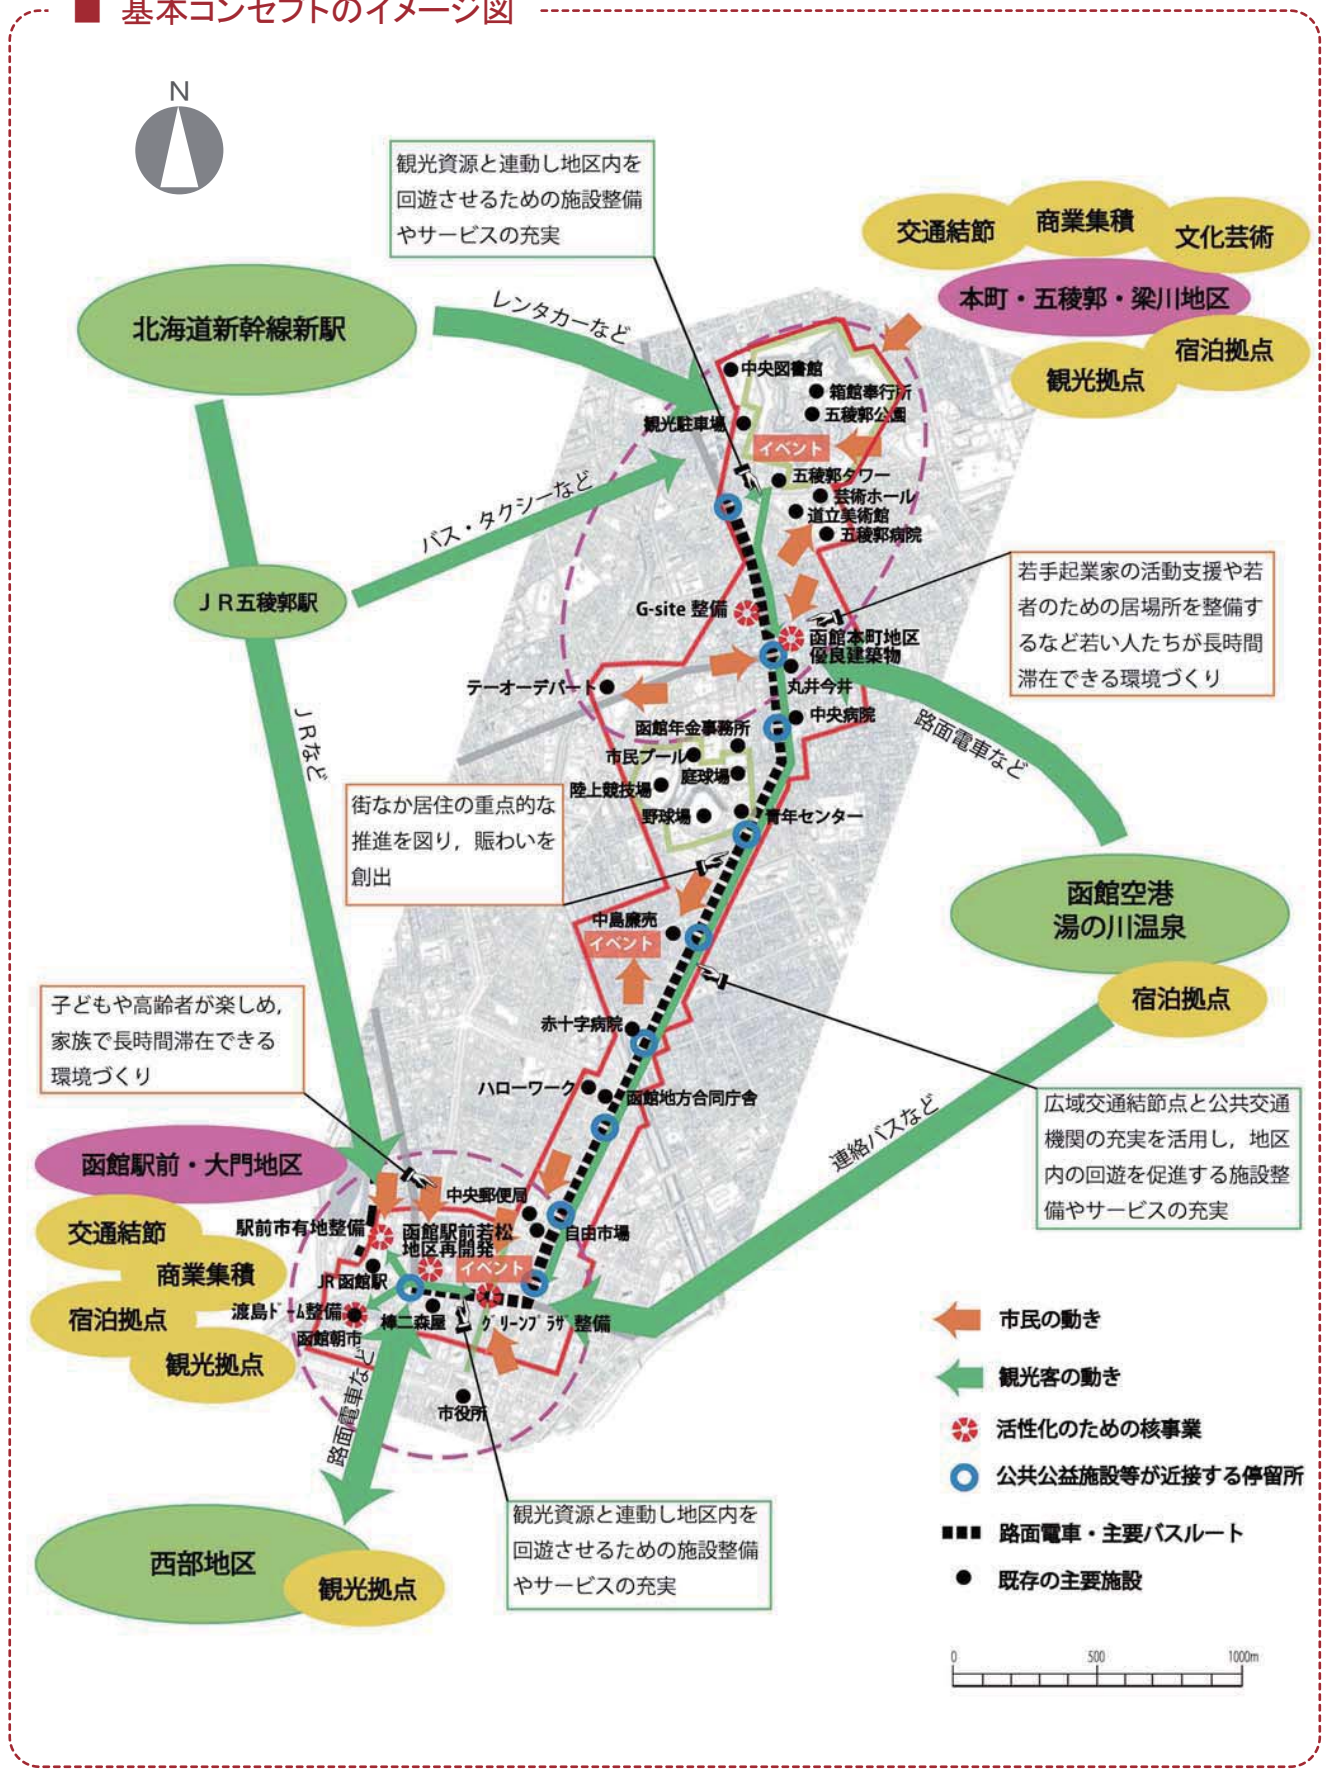 ■ 基本コンセプトのイメージ図
N
観光資源と連動し地区内を
回遊させるための施設整備
やサービスの充実
交通結節
商業集積
文化芸術
本町・五稜郭・梁川地区
宿泊拠点
観光拠点
北海道新幹線新駅
レンタカーなど
中央図書館
箱館奉行所
五稜郭公園
観光駐車場
イベント
五稜郭タワー
芸術ホール
道立美術館
五稜郭病院
バス・タクシーなど
JR五稜郭駅
若手起業家の活動支援や若
者のための居場所を整備す
るなど若い人たちが長時間
滞在できる環境づくり
G-site 整備
函館本町地区
優良建築物
丸井今井
テーオーデパート
中央病院
函館年金事務所
市民プール
庭球場
陸上競技場
野球場
青年センター
路面電車など
JRなど
街なか居住の重点的な
推進を図り，賑わいを
創出
函館空港
湯の川温泉
宿泊拠点
中島廉売
イベント
子どもや高齢者が楽しめ，
家族で長時間滞在できる
環境づくり
赤十字病院
ハローワーク
函館地方合同庁舎
連絡バスなど
広域交通結節点と公共交通
機関の充実を活用し，地区
内の回遊を促進する施設整
備やサービスの充実
函館駅前・大門地区
交通結節
商業集積
宿泊拠点
観光拠点
中央郵便局
駅前市有地整備
函館駅前若松
地区再開発
自由市場
イベント
JR函館駅
渡島ドーム整備
函館朝市
棒二森屋
グリーンプラザ整備
路面電車など
市役所
西部地区
観光拠点
観光資源と連動し地区内を
回遊させるための施設整備
やサービスの充実
市民の動き
観光客の動き
活性化のための核事業
公共公益施設等が近接する停留所
路面電車・主要バスルート
既存の主要施設
0 500 1000m